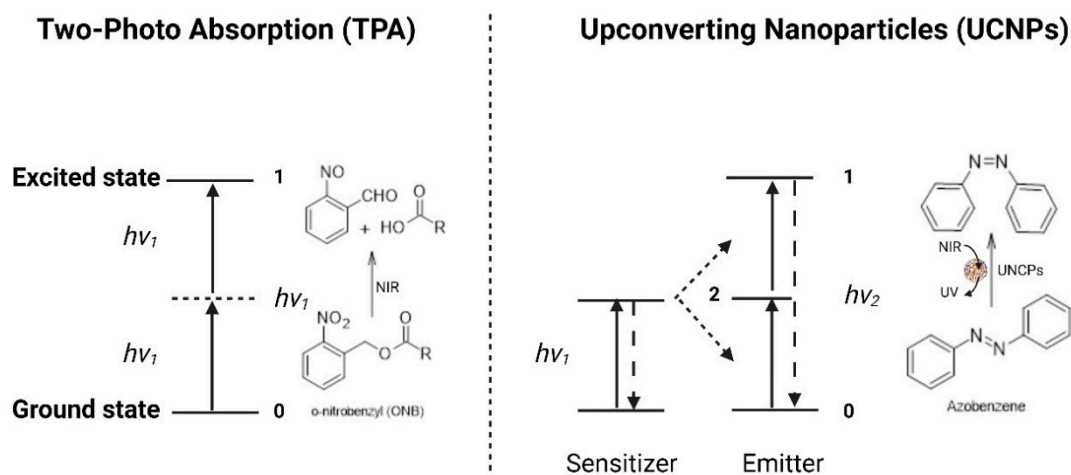 Two-Photo Absorption (TPA)
Excited state
1
hv₁
hv₁
hv₁
Ground state
0
NO
CHO
+
HO
O
R
NIR
NO₂
O
O
R
o-nitrobenzyl (ONB)
Upconverting Nanoparticles (UCNPs)
1
2
hv₁
hv₂
0
Sensitizer
Emitter
N=N
NIR
UNCPs
UV
N
N
Azobenzene